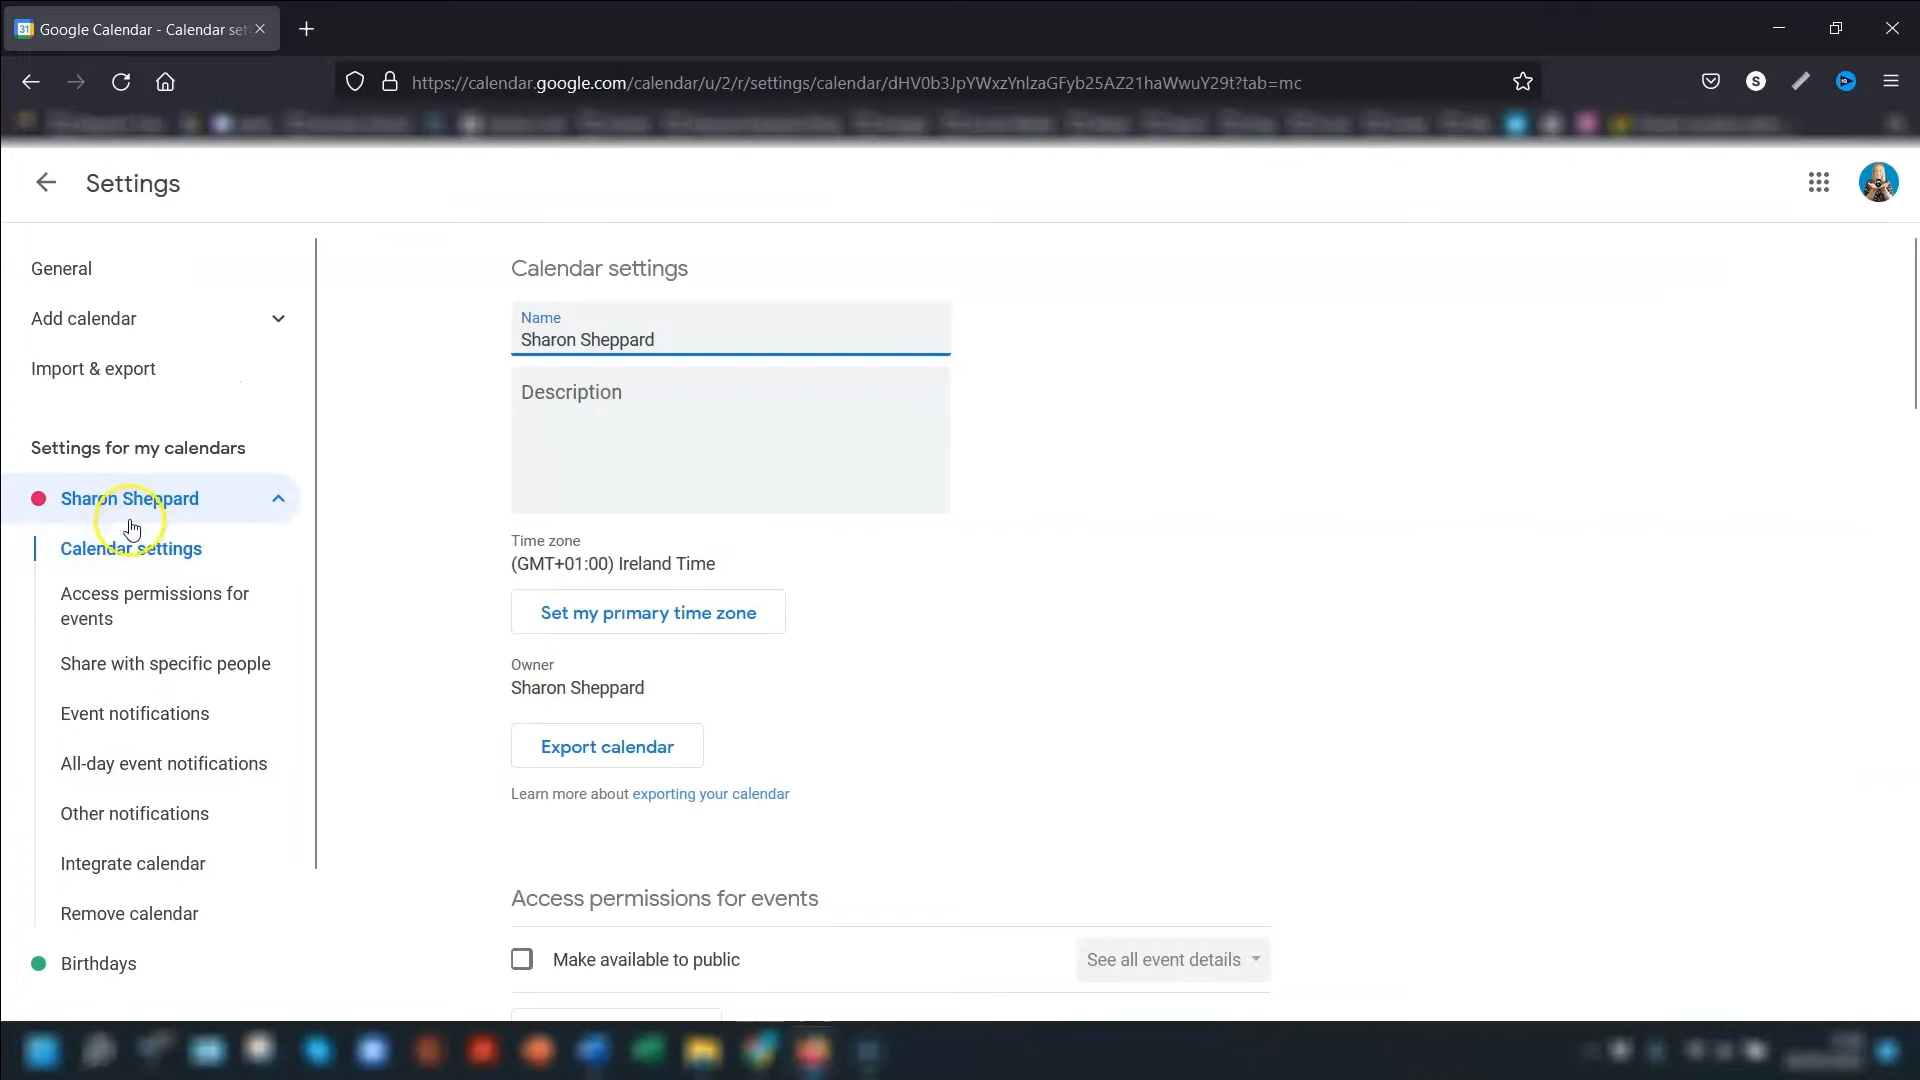 Google Calendar - Calendar set
https://calendar.google.com/calendar/u/2/r/settings/calendar/dHV0b3JpYWxzYnlzaGFyb25AZ21haWwuY29t?tab=mc
S
Settings
General
Add calendar
Import & export
Settings for my calendars
Sharon Sheppard
Calendar settings
Access permissions for
events
Share with specific people
Event notifications
All-day event notifications
Other notifications
Integrate calendar
Remove calendar
Birthdays
Calendar settings
Name
Sharon Sheppard
Description
Time zone
(GMT+01:00) Ireland Time
Set my primary time zone
Owner
Sharon Sheppard
Export calendar
Learn more about exporting your calendar
Access permissions for events
Make available to public
See all event details